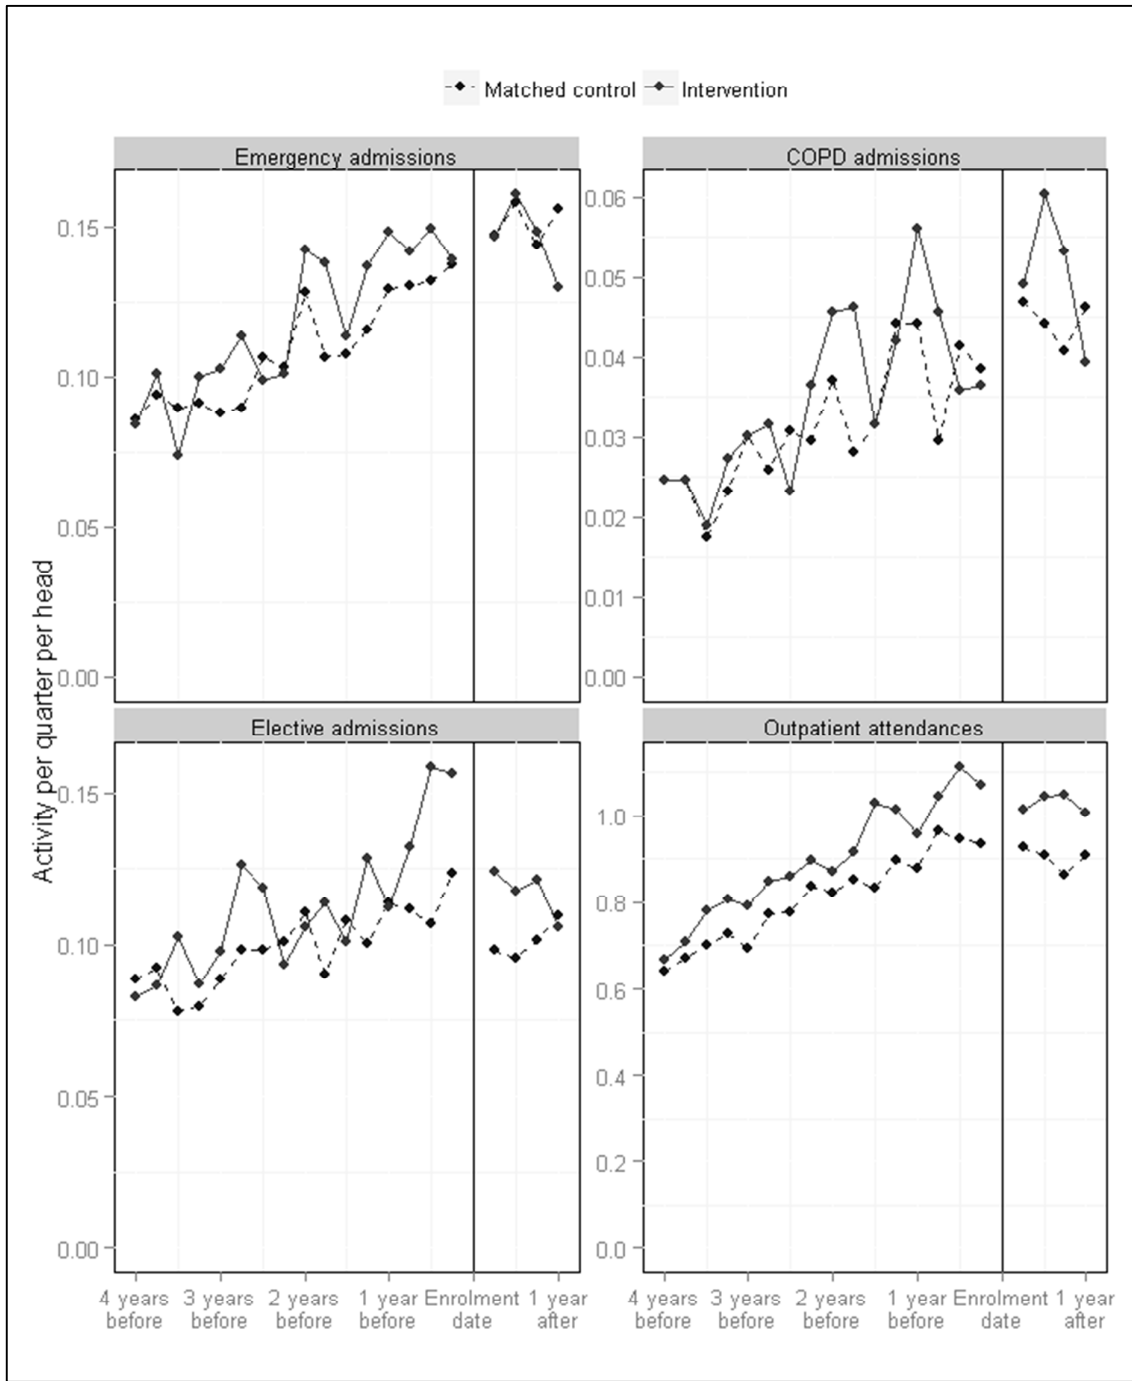 Matched control Intervention
Emergency admissions
COPD admissions
0.15
0.10
0.05
0.00
0.06
0.05
0.04
0.03
0.02
0.01
0.00
Activity per quarter per head
Elective admissions
Outpatient attendances
0.15
0.10
0.05
0.00
1.0
0.8
0.6
0.4
0.2
0.0
4 years 3 years 2 years 1 year Enrolment 1 year
before before before before date after
4 years 3 years 2 years 1 year Enrolment 1 year
before before before before date after